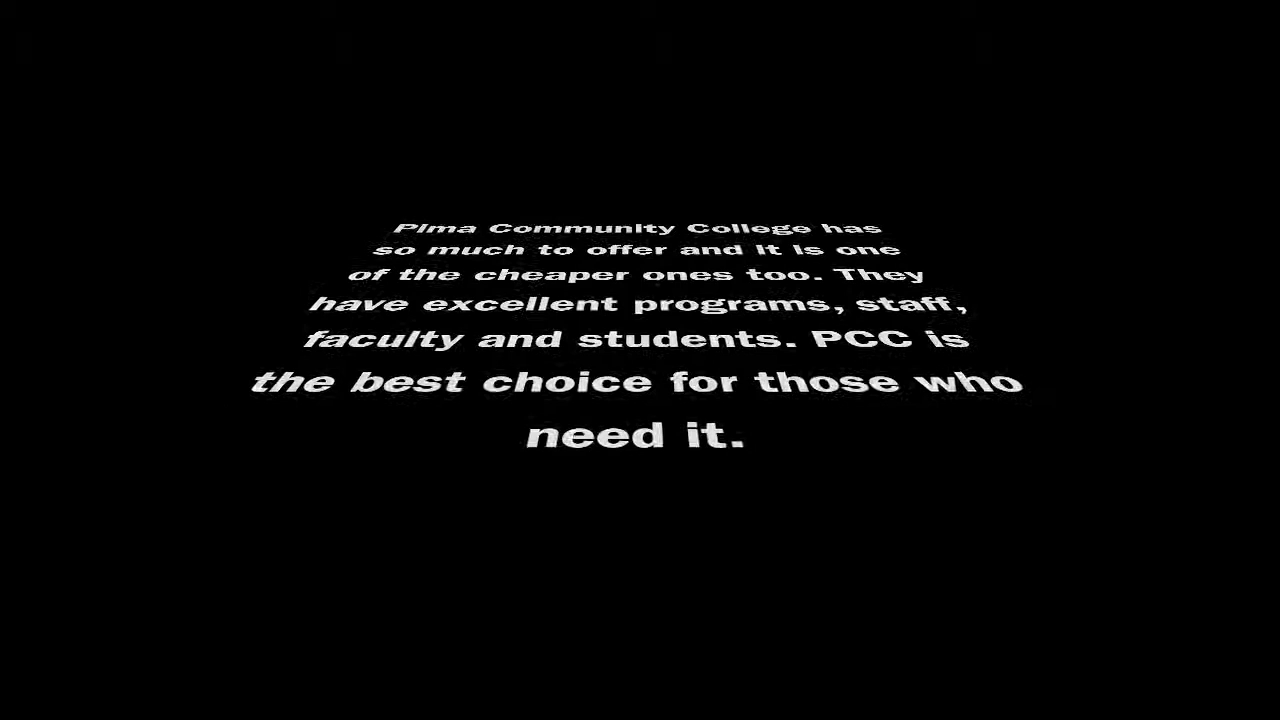 Pima Community College has
so much to offer and it is one
of the cheaper ones too. They
have excellent programs, staff,
faculty and students. PCC is
the best choice for those who
need it.